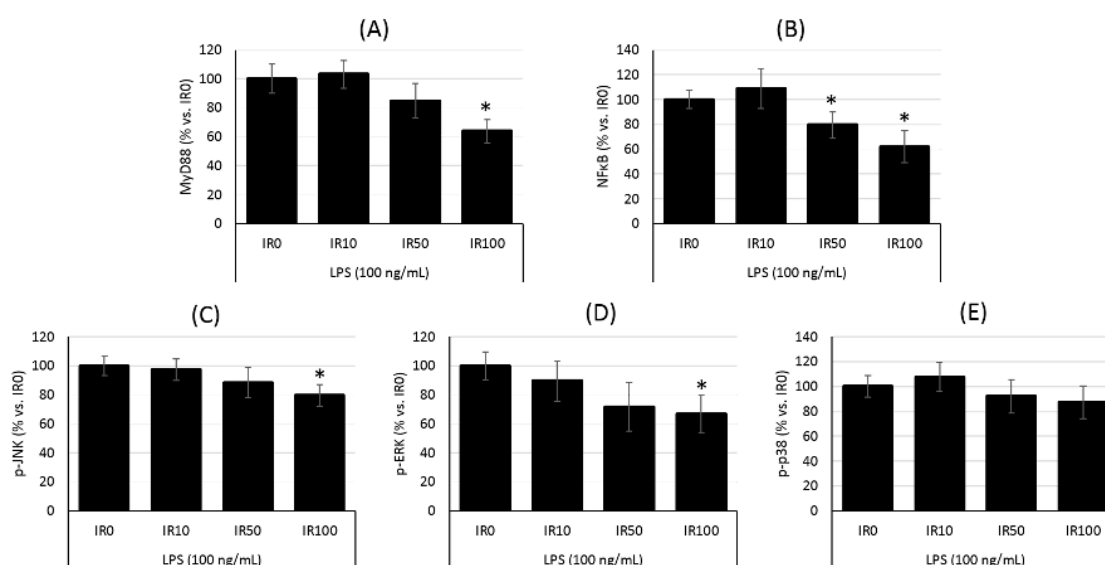 (A)
MyD88 (% vs. IR0)
120
100
80
60
40
20
0
*
IR0 IR10 IR50 IR100
LPS (100 ng/mL)
(B)
NFκB (% vs. IR0)
140
120
100
80
60
40
20
0
*
*
IR0 IR10 IR50 IR100
LPS (100 ng/mL)
(C)
p-JNK (% vs. IR0)
120
100
80
60
40
20
0
*
IR0 IR10 IR50 IR100
LPS (100 ng/mL)
(D)
p-ERK (% vs. IR0)
120
100
80
60
40
20
0
*
IR0 IR10 IR50 IR100
LPS (100 ng/mL)
(E)
p-p38 (% vs. IR0)
140
120
100
80
60
40
20
0
IR0 IR10 IR50 IR100
LPS (100 ng/mL)